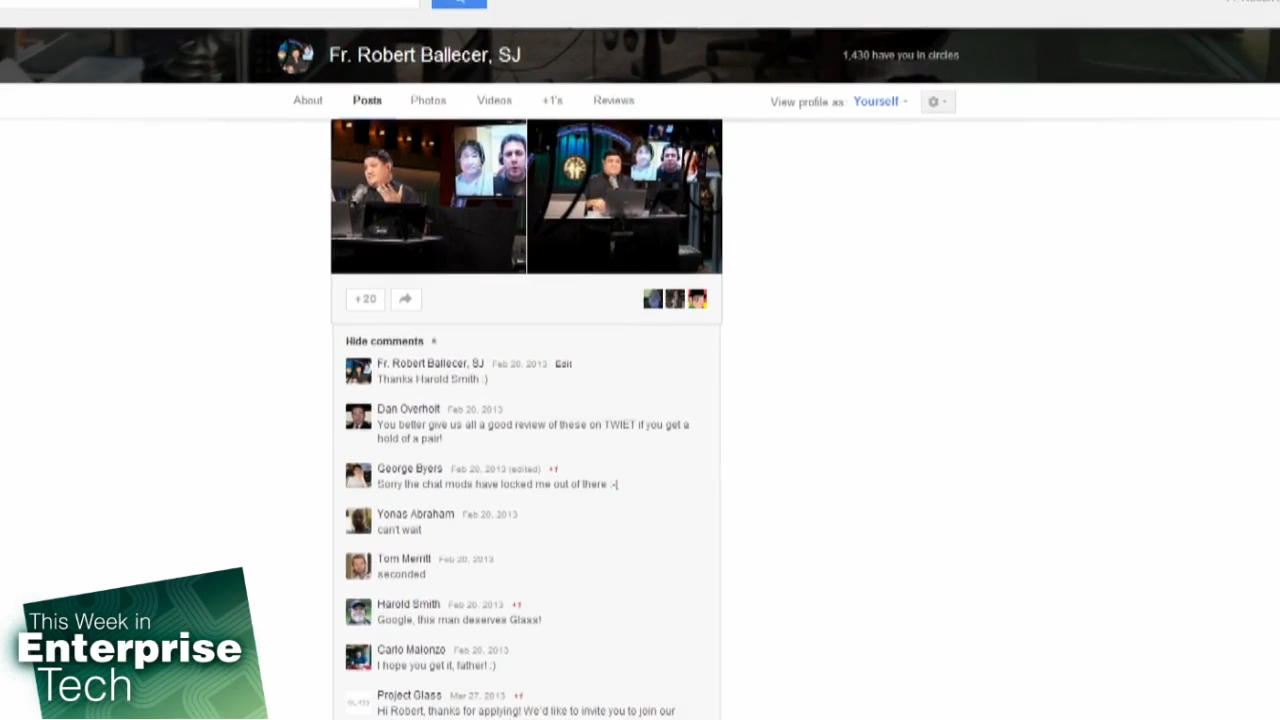 Fr. Robert Ballecer, SJ
1,430 have you in circles
About Posts Photos Videos +1's Reviews
View profile as: Yourself
+20
Hide comments
Fr. Robert Ballecer, SJ Feb 20, 2013 Edit
Thanks Harold Smith :)
Dan Overholt Feb 20, 2013
You better give us all a good review of these on TWIET if you get a
hold of a pair!
George Byers Feb 20, 2013 (edited) +1
Sorry the chat mods have locked me out of there :-[
Yonas Abraham Feb 20, 2013
can't wait
Tom Merritt Feb 20, 2013
seconded
Harold Smith Feb 20, 2013 +1
Google, this man deserves Glass!
Carlo Malonzo Feb 20, 2013
I hope you get it, father! :)
Project Glass Mar 27, 2013 +1
Hi Robert, thanks for applying! We'd like to invite you to join our
This Week in
Enterprise
Tech